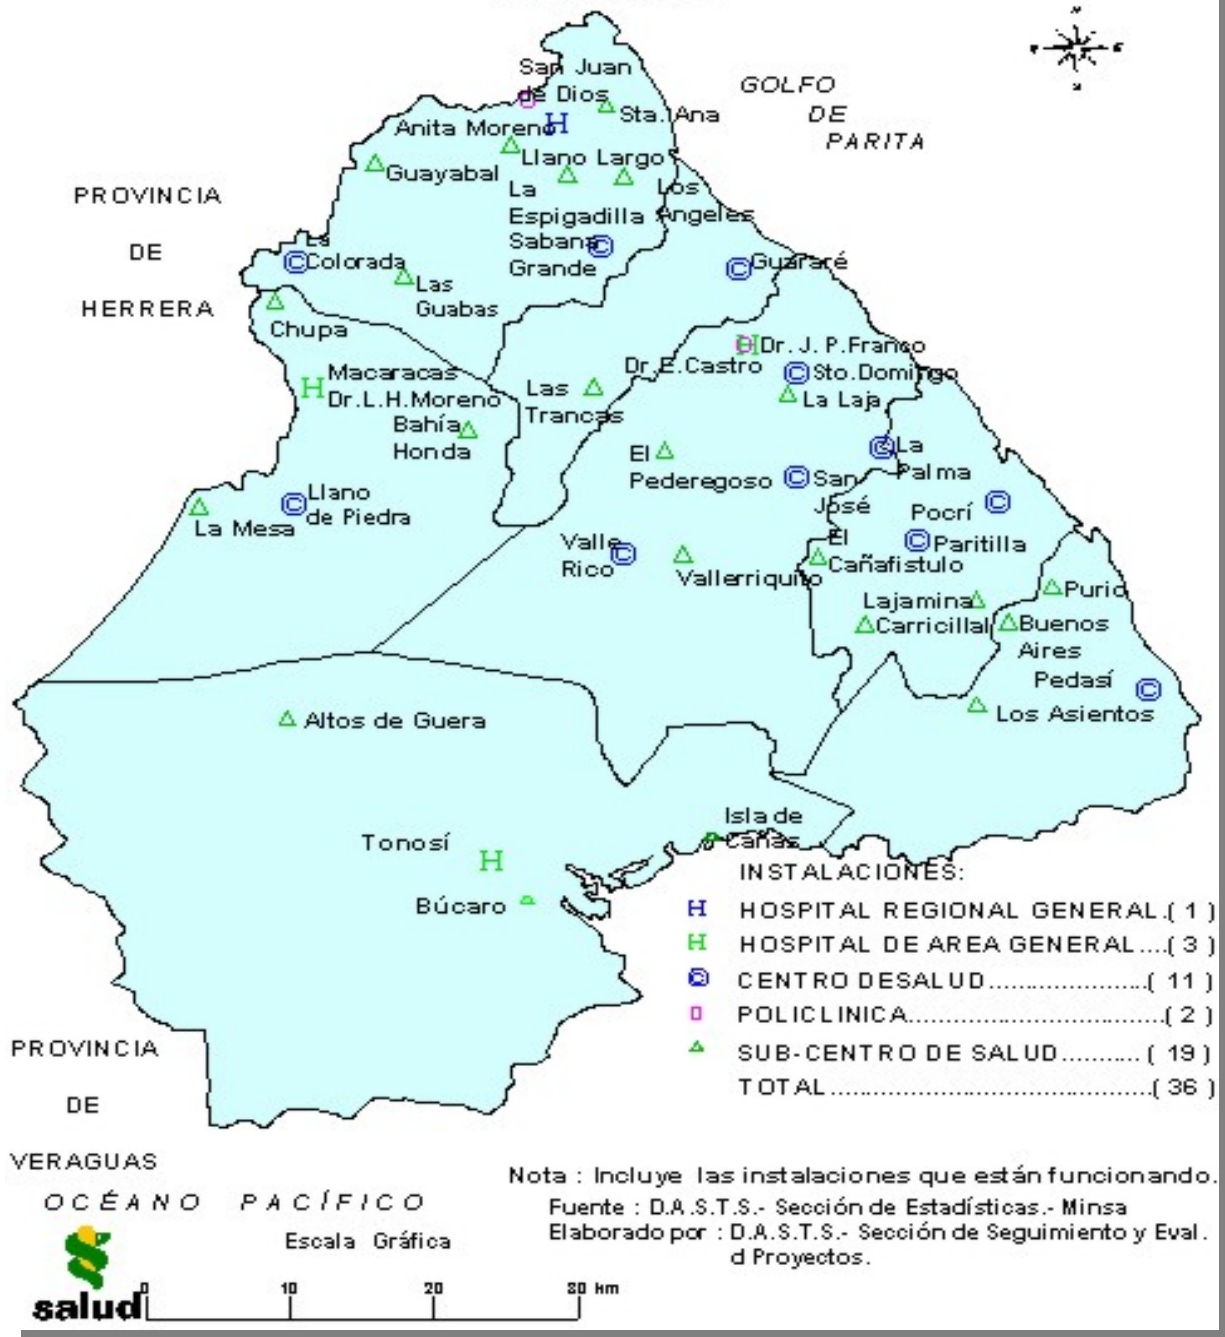 San Juan
de Dios
GOLFO
DE
PARITA
Sta. Ana
Anita Moreno
H
Llano Largo
Guayabal
La
Espigadilla
Los
Angeles
PROVINCIA
DE
HERRERA
Sabana
Grande
La
Colorada
Guararé
Las
Guabas
Chupa
H
Dr. J. P. Franco
Dr. E. Castro
Sto. Domingo
La Laja
H
Macaracas
Dr. L. H. Moreno
Las
Trancas
Bahía
Honda
El
Pederegoso
La
Palma
San
José
Llano
de Piedra
La Mesa
Pocrí
Valle
Rico
Vallerriquito
El
Cañafistulo
Paritilla
Lajamina
Carricillal
Purio
Buenos
Aires
Pedasí
Los Asientos
Altos de Guera
Isla de
Cañas
Tonosí
H
Búcaro
INSTALACIONES:
H HOSPITAL REGIONAL GENERAL.( 1 )
H HOSPITAL DE AREA GENERAL....( 3 )
© CENTRO DESALUD......................( 11 )
POLICLINICA...................................( 2 )
SUB-CENTRO DE SALUD........... ( 19 )
TOTAL............................................( 36 )
PROVINCIA
DE
VERAGUAS
OCÉANO PACÍFICO
Nota : Incluye las instalaciones que están funcionando.
Fuente : D.A.S.T.S.- Sección de Estadísticas.- Minsa
Elaborado por : D.A.S.T.S.- Sección de Seguimiento y Eval.
d Proyectos.
Escala Gráfica
0 10 20 30 km
salud